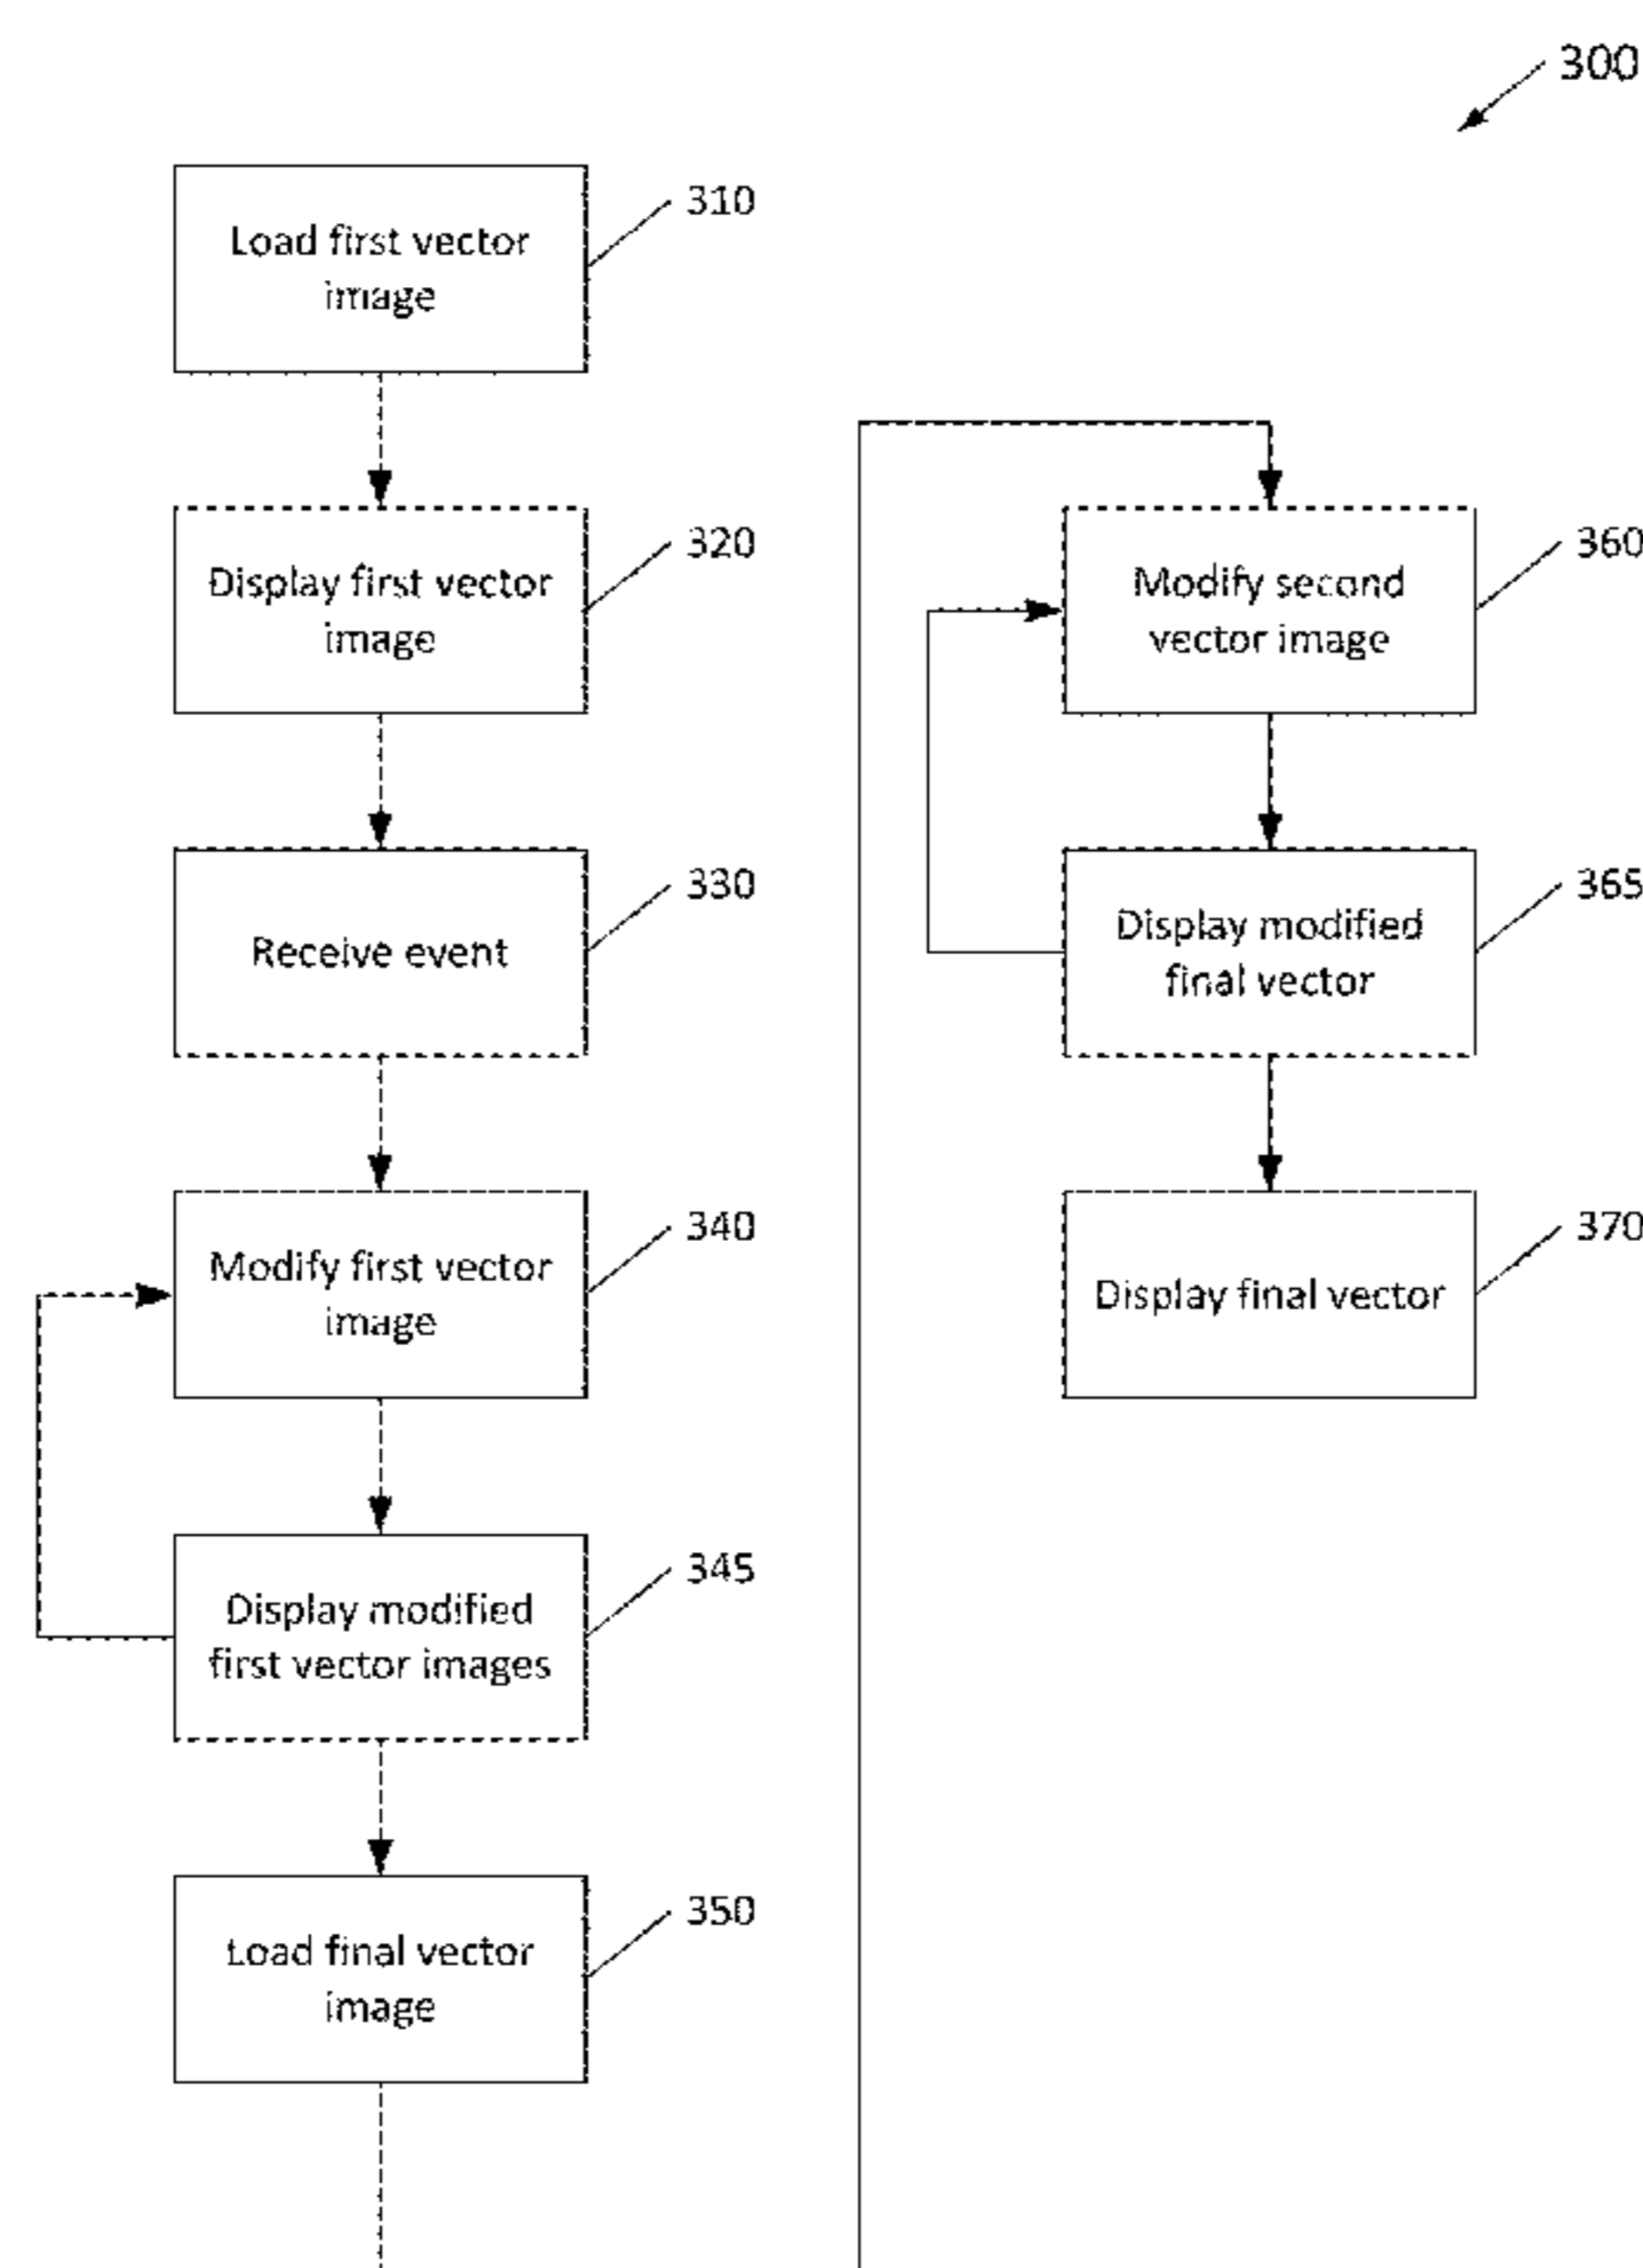 300
310
Load first vector
image
320
Display first vector
image
330
Receive event
340
Modify first vector
image
345
Display modified
first vector images
350
Load final vector
image
360
Modify second
vector image
365
Display modified
final vector
370
Display final vector